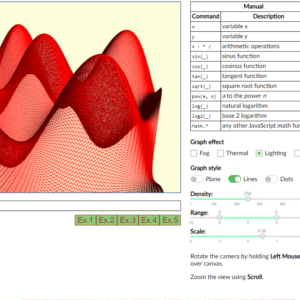 Manual
Command Description
x variable x
y variable y
+ - * / arithmetic operations
sin(_) sinus function
cos(_) cosinus function
tan(_) tangent function
sqrt(_) square root function
pow(a, n) a to the power n
log(_) natural logarithm
log2(_) base 2 logarithm
Math.* any other JavaScript math fun
Graph effect
Fog Thermal Lighting
Graph style
Plane Lines Dots
Density:
Range:
Scale:
Ex.1 Ex.2 Ex.3 Ex.4 Ex.5
Rotate the camera by holding Left Mouse
over canvas.
Zoom the view using Scroll.